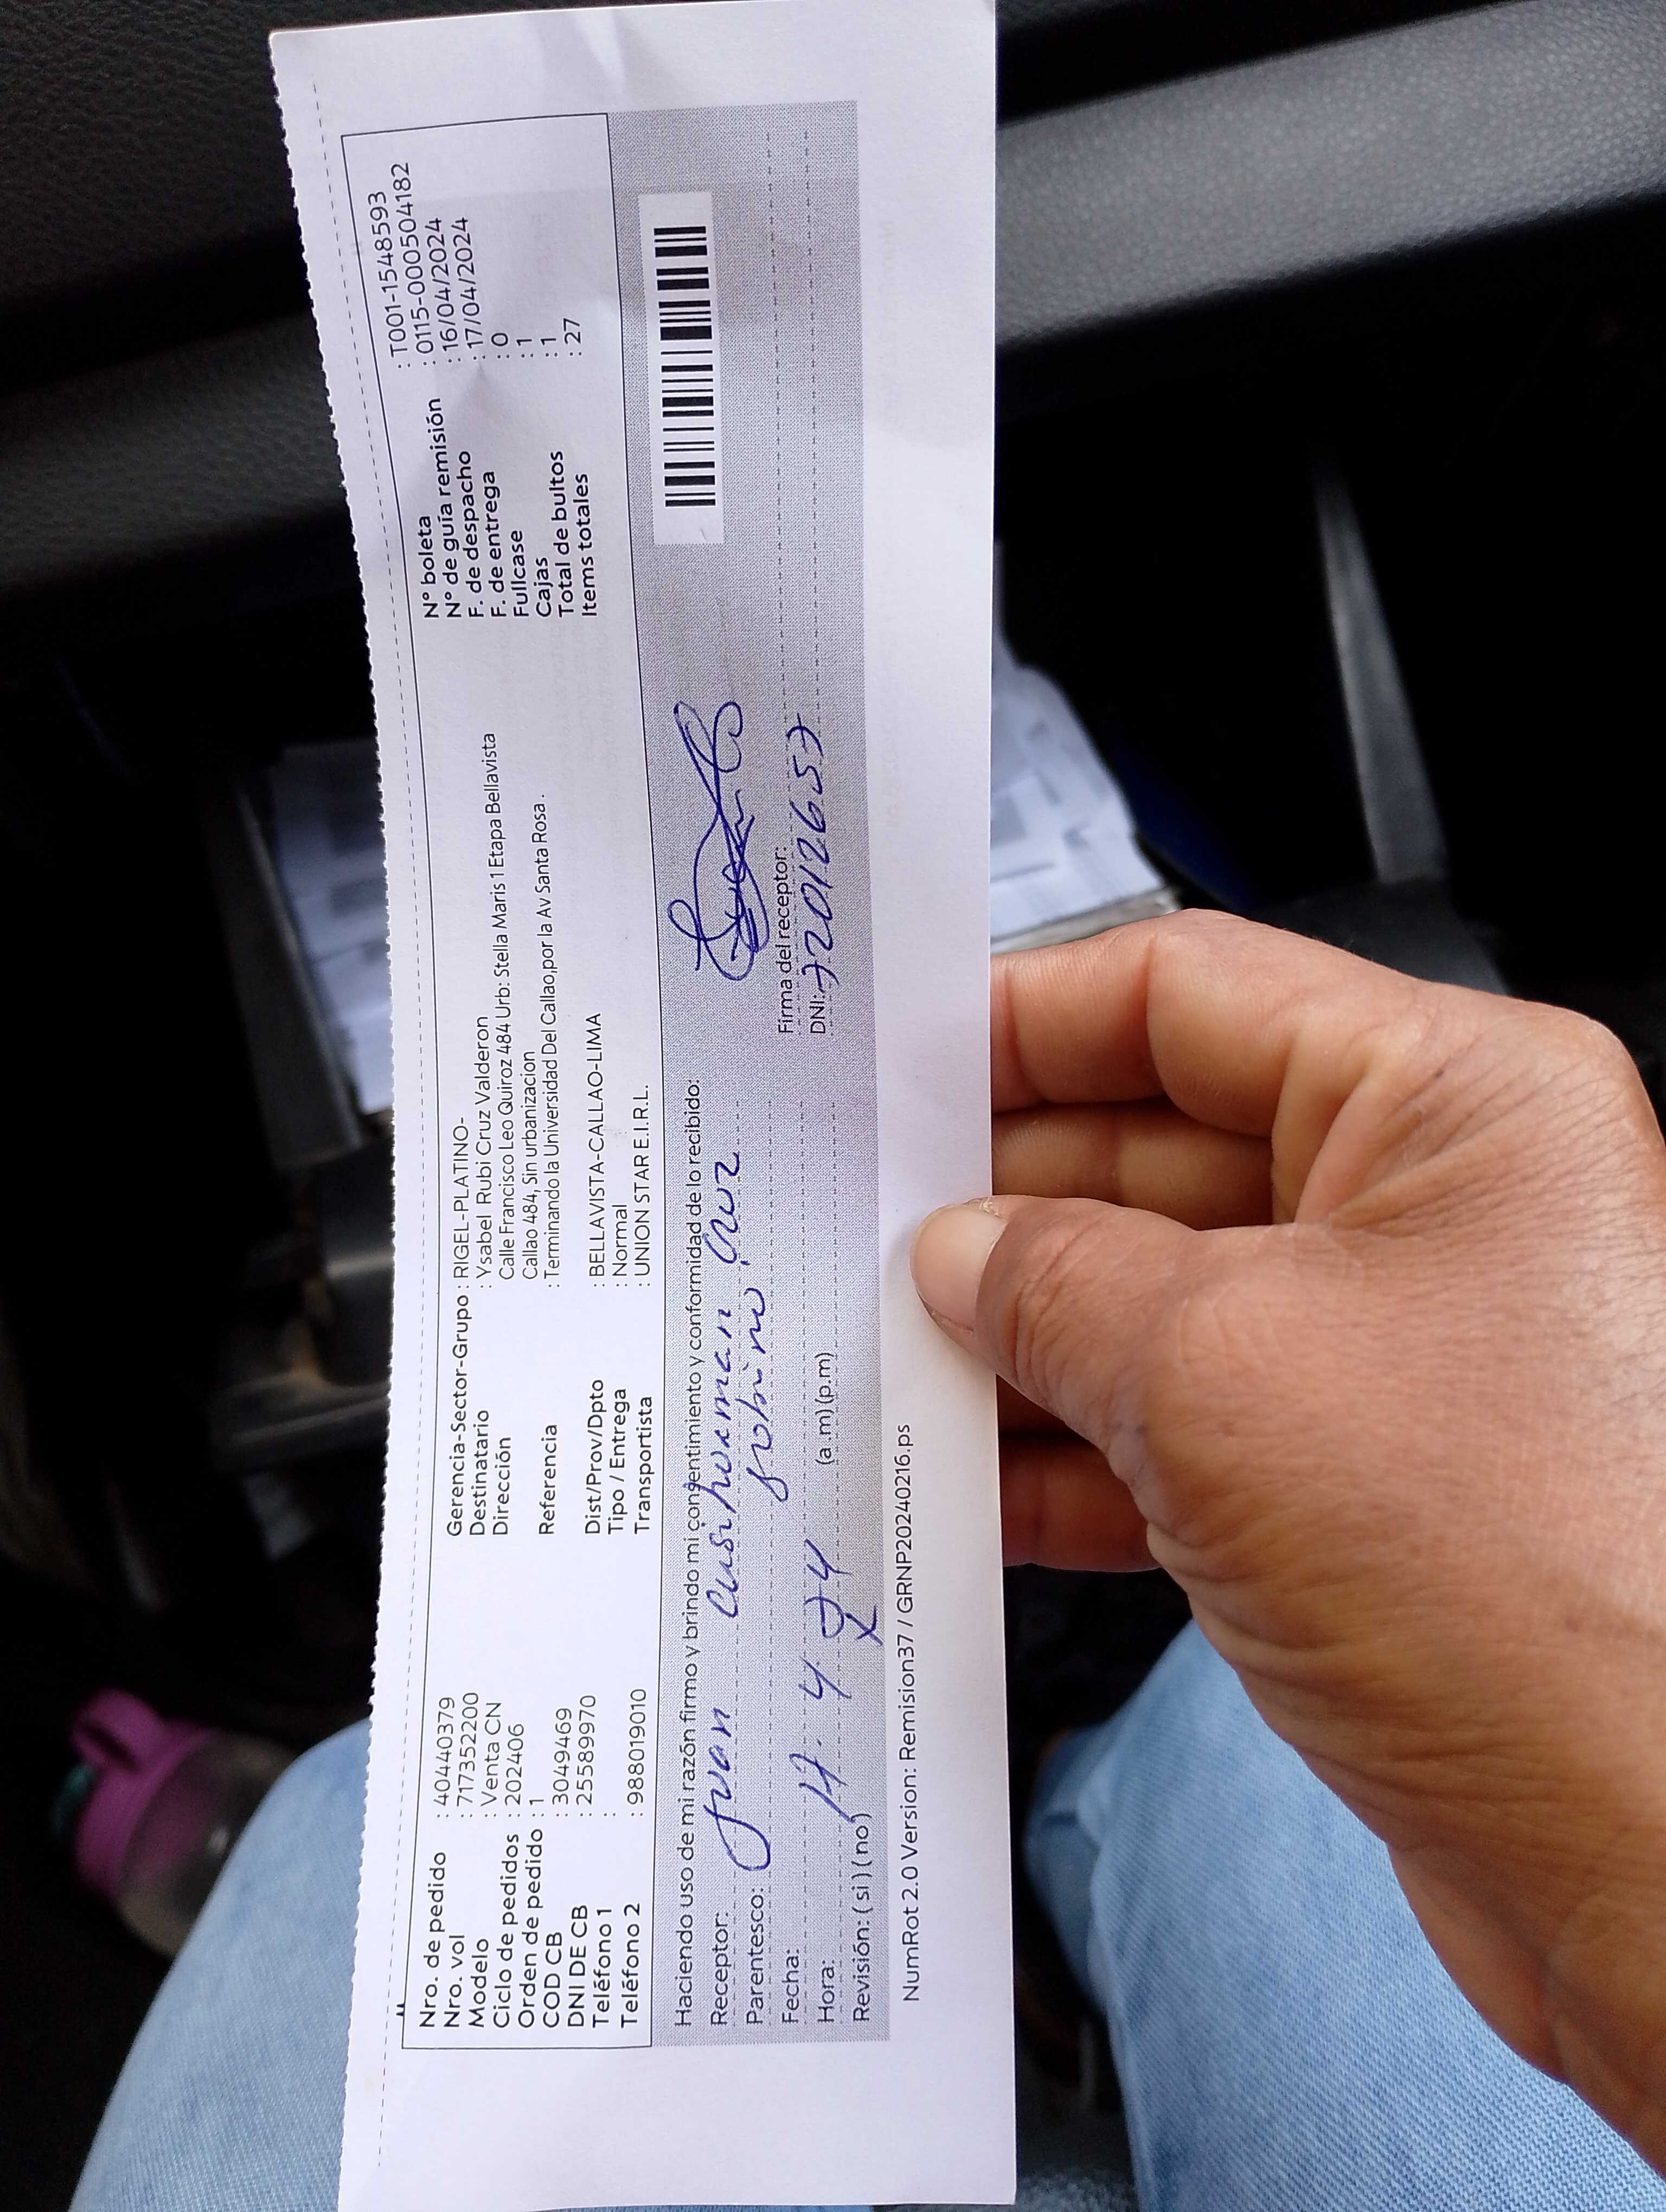 Nro. de pedido : 40440379
Nro. vol : 717352200
Modelo : Venta CN
Ciclo de pedidos : 202406
Orden de pedido : 1
COD CB : 3049469
DNI DE CB : 25589970
Teléfono 1 :
Teléfono 2 : 988019010
Gerencia-Sector-Grupo : RIGEL-PLATINO-
Destinatario : Ysabel Rubi Cruz Valderon
Dirección Calle Francisco Leo Quiroz 484 Urb: Stella Maris 1 Etapa Bellavista
Callao 484, Sin urbanizacion
Referencia : Terminando la Universidad Del Callao,por la Av Santa Rosa .
Dist/Prov/Dpto : BELLAVISTA-CALLAO-LIMA
Tipo / Entrega : Normal
Transportista : UNION STAR E.I.R.L.
N° boleta : T001-1548593
N° de guía remisión : 0115-0000504182
F. de despacho : 16/04/2024
F. de entrega : 17/04/2024
Fullcase : 0
Cajas : 1
Total de bultos : 1
Items totales : 27
Haciendo uso de mi razón firmo y brindo mi consentimiento y conformidad de lo recibido:
Receptor: Juan Cusihuaman Cruz
Parentesco: sobino
Fecha: 17. 4. 24
Hora: (a .m) (p.m)
Revisión: ( si ) ( no ) X
Firma del receptor:
DNI: 72012657
NumRot 2.0 Version: Remision37 / GRNP20240216.ps